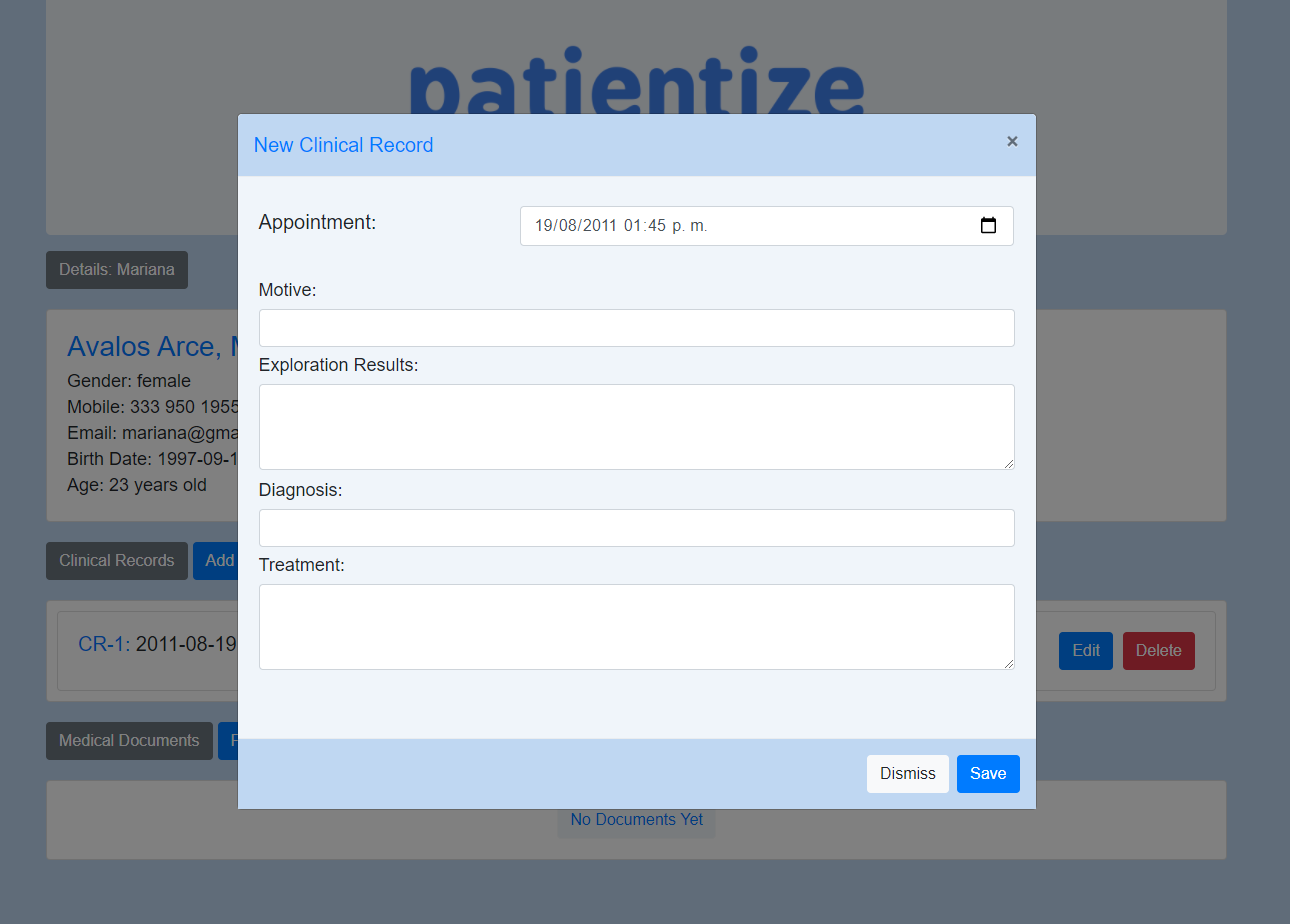 patientize
New Clinical Record ×
Appointment: 19/08/2011 01:45 p. m.
Details: Mariana
Motive:
Avalos Arce,
Exploration Results:
Gender: female
Mobile: 333 950 1955
Email: mariana@gma
Birth Date: 1997-09-1
Age: 23 years old
Diagnosis:
Clinical Records Add
Treatment:
CR-1: 2011-08-19 Edit Delete
Medical Documents
Dismiss Save
No Documents Yet